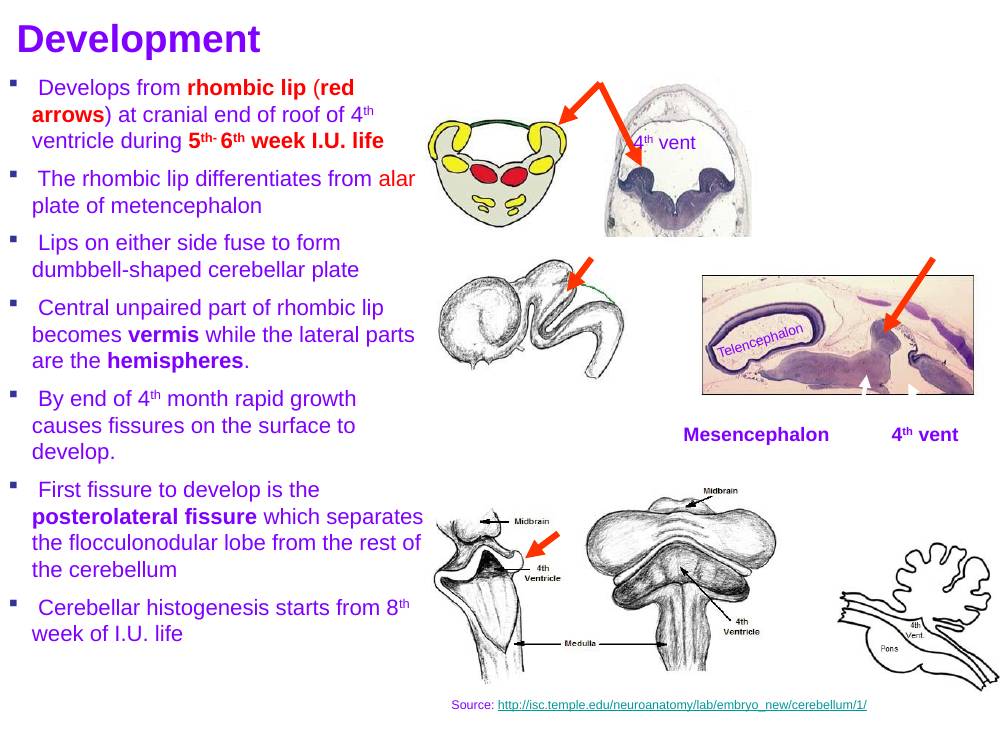 Development
Develops from rhombic lip (red
arrows) at cranial end of roof of 4th
ventricle during 5th- 6th week I.U. life
The rhombic lip differentiates from alar
plate of metencephalon
Lips on either side fuse to form
dumbbell-shaped cerebellar plate
Central unpaired part of rhombic lip
becomes vermis while the lateral parts
are the hemispheres.
By end of 4th month rapid growth
causes fissures on the surface to
develop.
First fissure to develop is the
posterolateral fissure which separates
the flocculonodular lobe from the rest of
the cerebellum
Cerebellar histogenesis starts from 8th
week of I.U. life
4th vent
Telencephalon
Mesencephalon
4th vent
Midbrain
4th
Ventricle
Medulla
Midbrain
4th
Ventricle
4th
Vent.
Pons
Source: http://isc.temple.edu/neuroanatomy/lab/embryo_new/cerebellum/1/